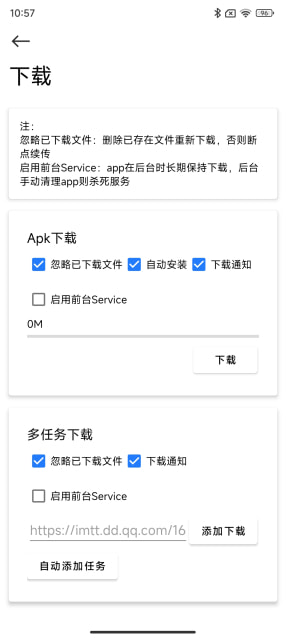 10:57
96
下载
注：
忽略已下载文件：删除已存在文件重新下载，否则断
点续传
启用前台Service：app在后台时长期保持下载，后台
手动清理app则杀死服务
Apk下载
忽略已下载文件 自动安装 下载通知
启用前台Service
0M
下载
多任务下载
忽略已下载文件 下载通知
启用前台Service
https://imtt.dd.qq.com/16 添加下载
自动添加任务